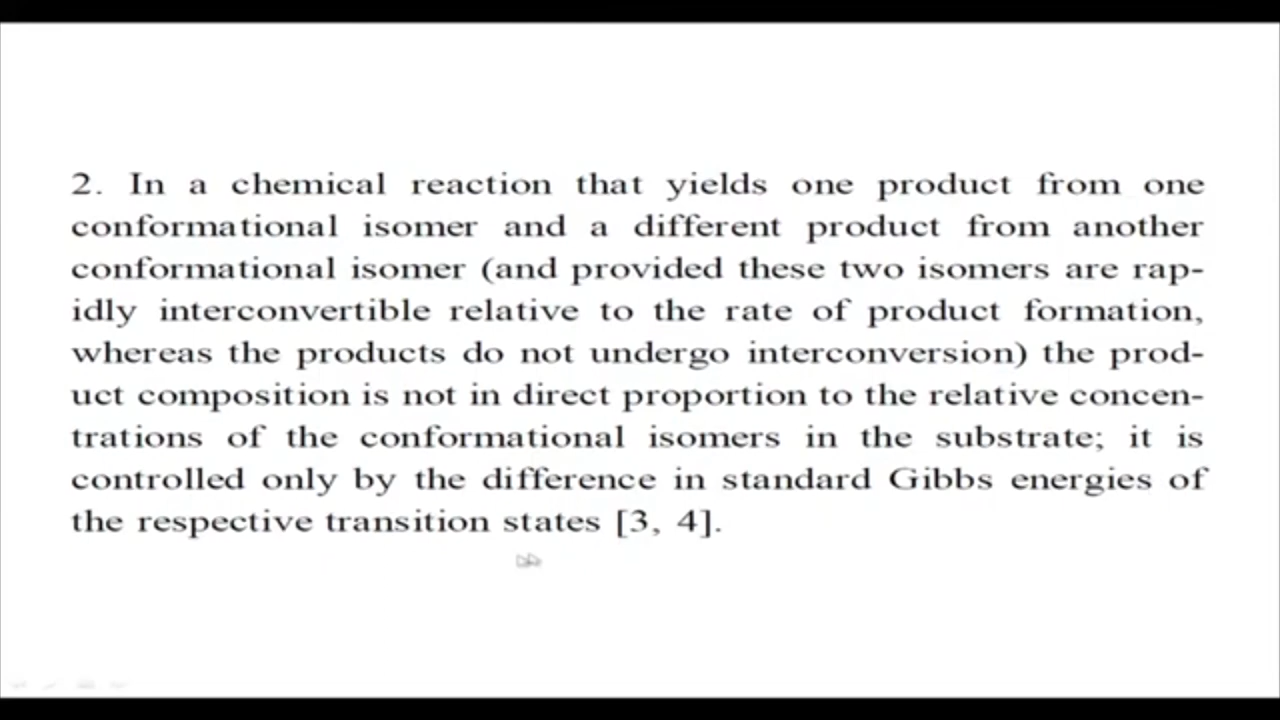 2. In a chemical reaction that yields one product from one
conformational isomer and a different product from another
conformational isomer (and provided these two isomers are rap-
idly interconvertible relative to the rate of product formation,
whereas the products do not undergo interconversion) the prod-
uct composition is not in direct proportion to the relative concen-
trations of the conformational isomers in the substrate; it is
controlled only by the difference in standard Gibbs energies of
the respective transition states [3, 4].